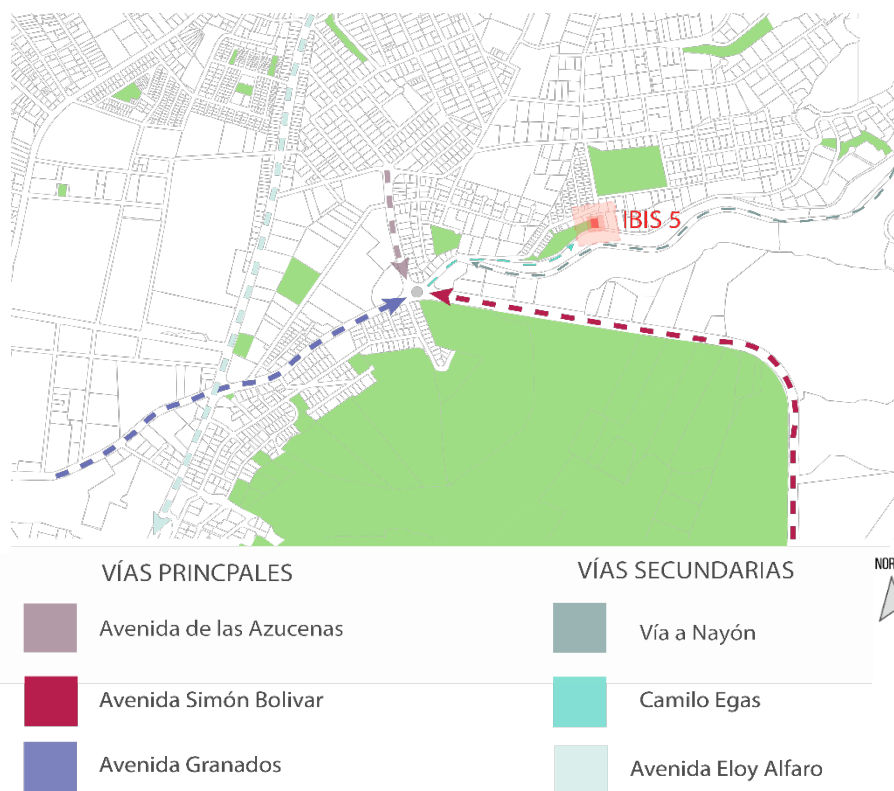 IBIS 5
VÍAS PRINCPALES
Avenida de las Azucenas
Avenida Simón Bolivar
Avenida Granados
VÍAS SECUNDARIAS
Vía a Nayón
Camilo Egas
Avenida Eloy Alfaro
NOR